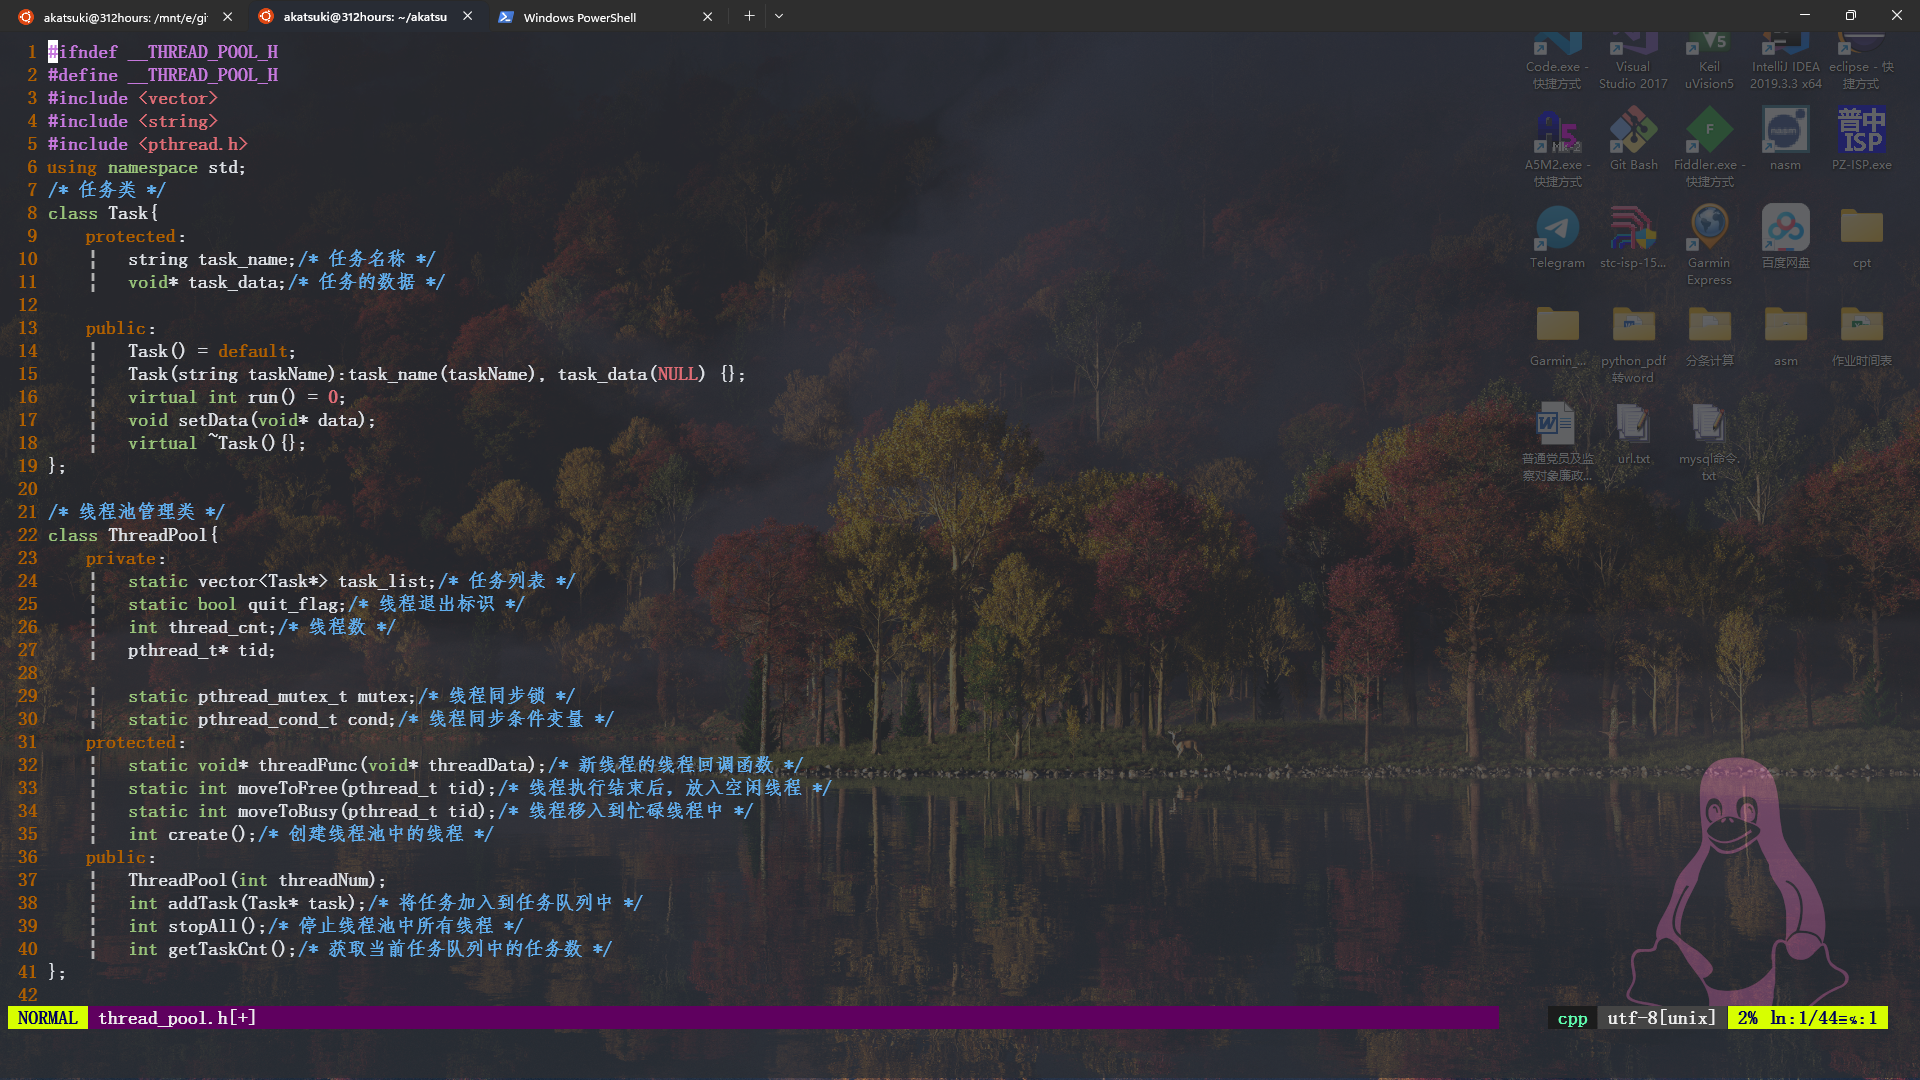 akatsuki@312hours: /mnt/e/gi
akatsuki@312hours: ~/akatsu
Windows PowerShell
1 #ifndef __THREAD_POOL_H
2 #define __THREAD_POOL_H
3 #include <vector>
4 #include <string>
5 #include <pthread.h>
6 using namespace std;
7 /* 任务类 */
8 class Task{
9 protected:
10 string task_name;/* 任务名称 */
11 void* task_data;/* 任务的数据 */
12
13 public:
14 Task() = default;
15 Task(string taskName):task_name(taskName), task_data(NULL) {};
16 virtual int run() = 0;
17 void setData(void* data);
18 virtual ~Task(){};
19 };
20
21 /* 线程池管理类 */
22 class ThreadPool{
23 private:
24 static vector<Task*> task_list;/* 任务列表 */
25 static bool quit_flag;/* 线程退出标识 */
26 int thread_cnt;/* 线程数 */
27 pthread_t* tid;
28
29 static pthread_mutex_t mutex;/* 线程同步锁 */
30 static pthread_cond_t cond;/* 线程同步条件变量 */
31 protected:
32 static void* threadFunc(void* threadData);/* 新线程的线程回调函数 */
33 static int moveToFree(pthread_t tid);/* 线程执行结束后，放入空闲线程 */
34 static int moveToBusy(pthread_t tid);/* 线程移入到忙碌线程中 */
35 int create();/* 创建线程池中的线程 */
36 public:
37 ThreadPool(int threadNum);
38 int addTask(Task* task);/* 将任务加入到任务队列中 */
39 int stopAll();/* 停止线程池中所有线程 */
40 int getTaskCnt();/* 获取当前任务队列中的任务数 */
41 };
42
NORMAL thread_pool.h[+] cpp utf-8[unix] 2% ln:1/44≡℅:1
Code.exe - 快捷方式
Visual Studio 2017
V5
Keil uVision5
IntelliJ IDEA 2019.3.3 x64
eclipse - 快捷方式
A5 MK-2
A5M2.exe - 快捷方式
Git Bash
F
Fiddler.exe - 快捷方式
nasm
nasm
普中 ISP
PZ-ISP.exe
Telegram
stc-isp-15...
Garmin Express
百度网盘
cpt
Garmin_...
python_pdf转word
分条计算
asm
作业时间表
W
普通党员及监察对象廉政...
url.txt
mysql命令.txt